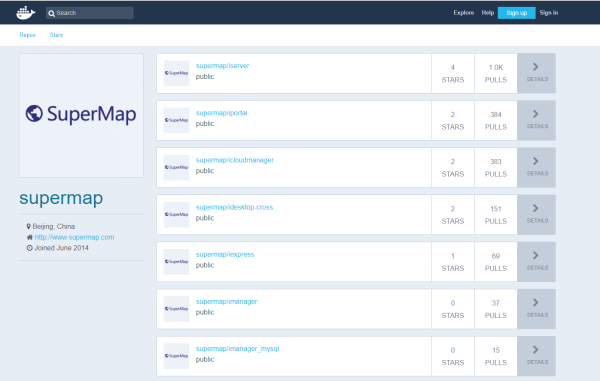 Search
Explore Help Sign up Sign in
Repos Stars
SuperMap
supermap
Beijing, China
http://www.supermap.com
Joined June 2014
SuperMap
supermap/iserver
public
4
STARS
1.0K
PULLS
DETAILS
SuperMap
supermap/iportal
public
2
STARS
384
PULLS
DETAILS
SuperMap
supermap/icloudmanager
public
2
STARS
383
PULLS
DETAILS
SuperMap
supermap/idesktop-cross
public
2
STARS
151
PULLS
DETAILS
SuperMap
supermap/iexpress
public
1
STARS
69
PULLS
DETAILS
SuperMap
supermap/imanager
public
0
STARS
37
PULLS
DETAILS
SuperMap
supermap/imanager_mysql
public
0
STARS
15
PULLS
DETAILS